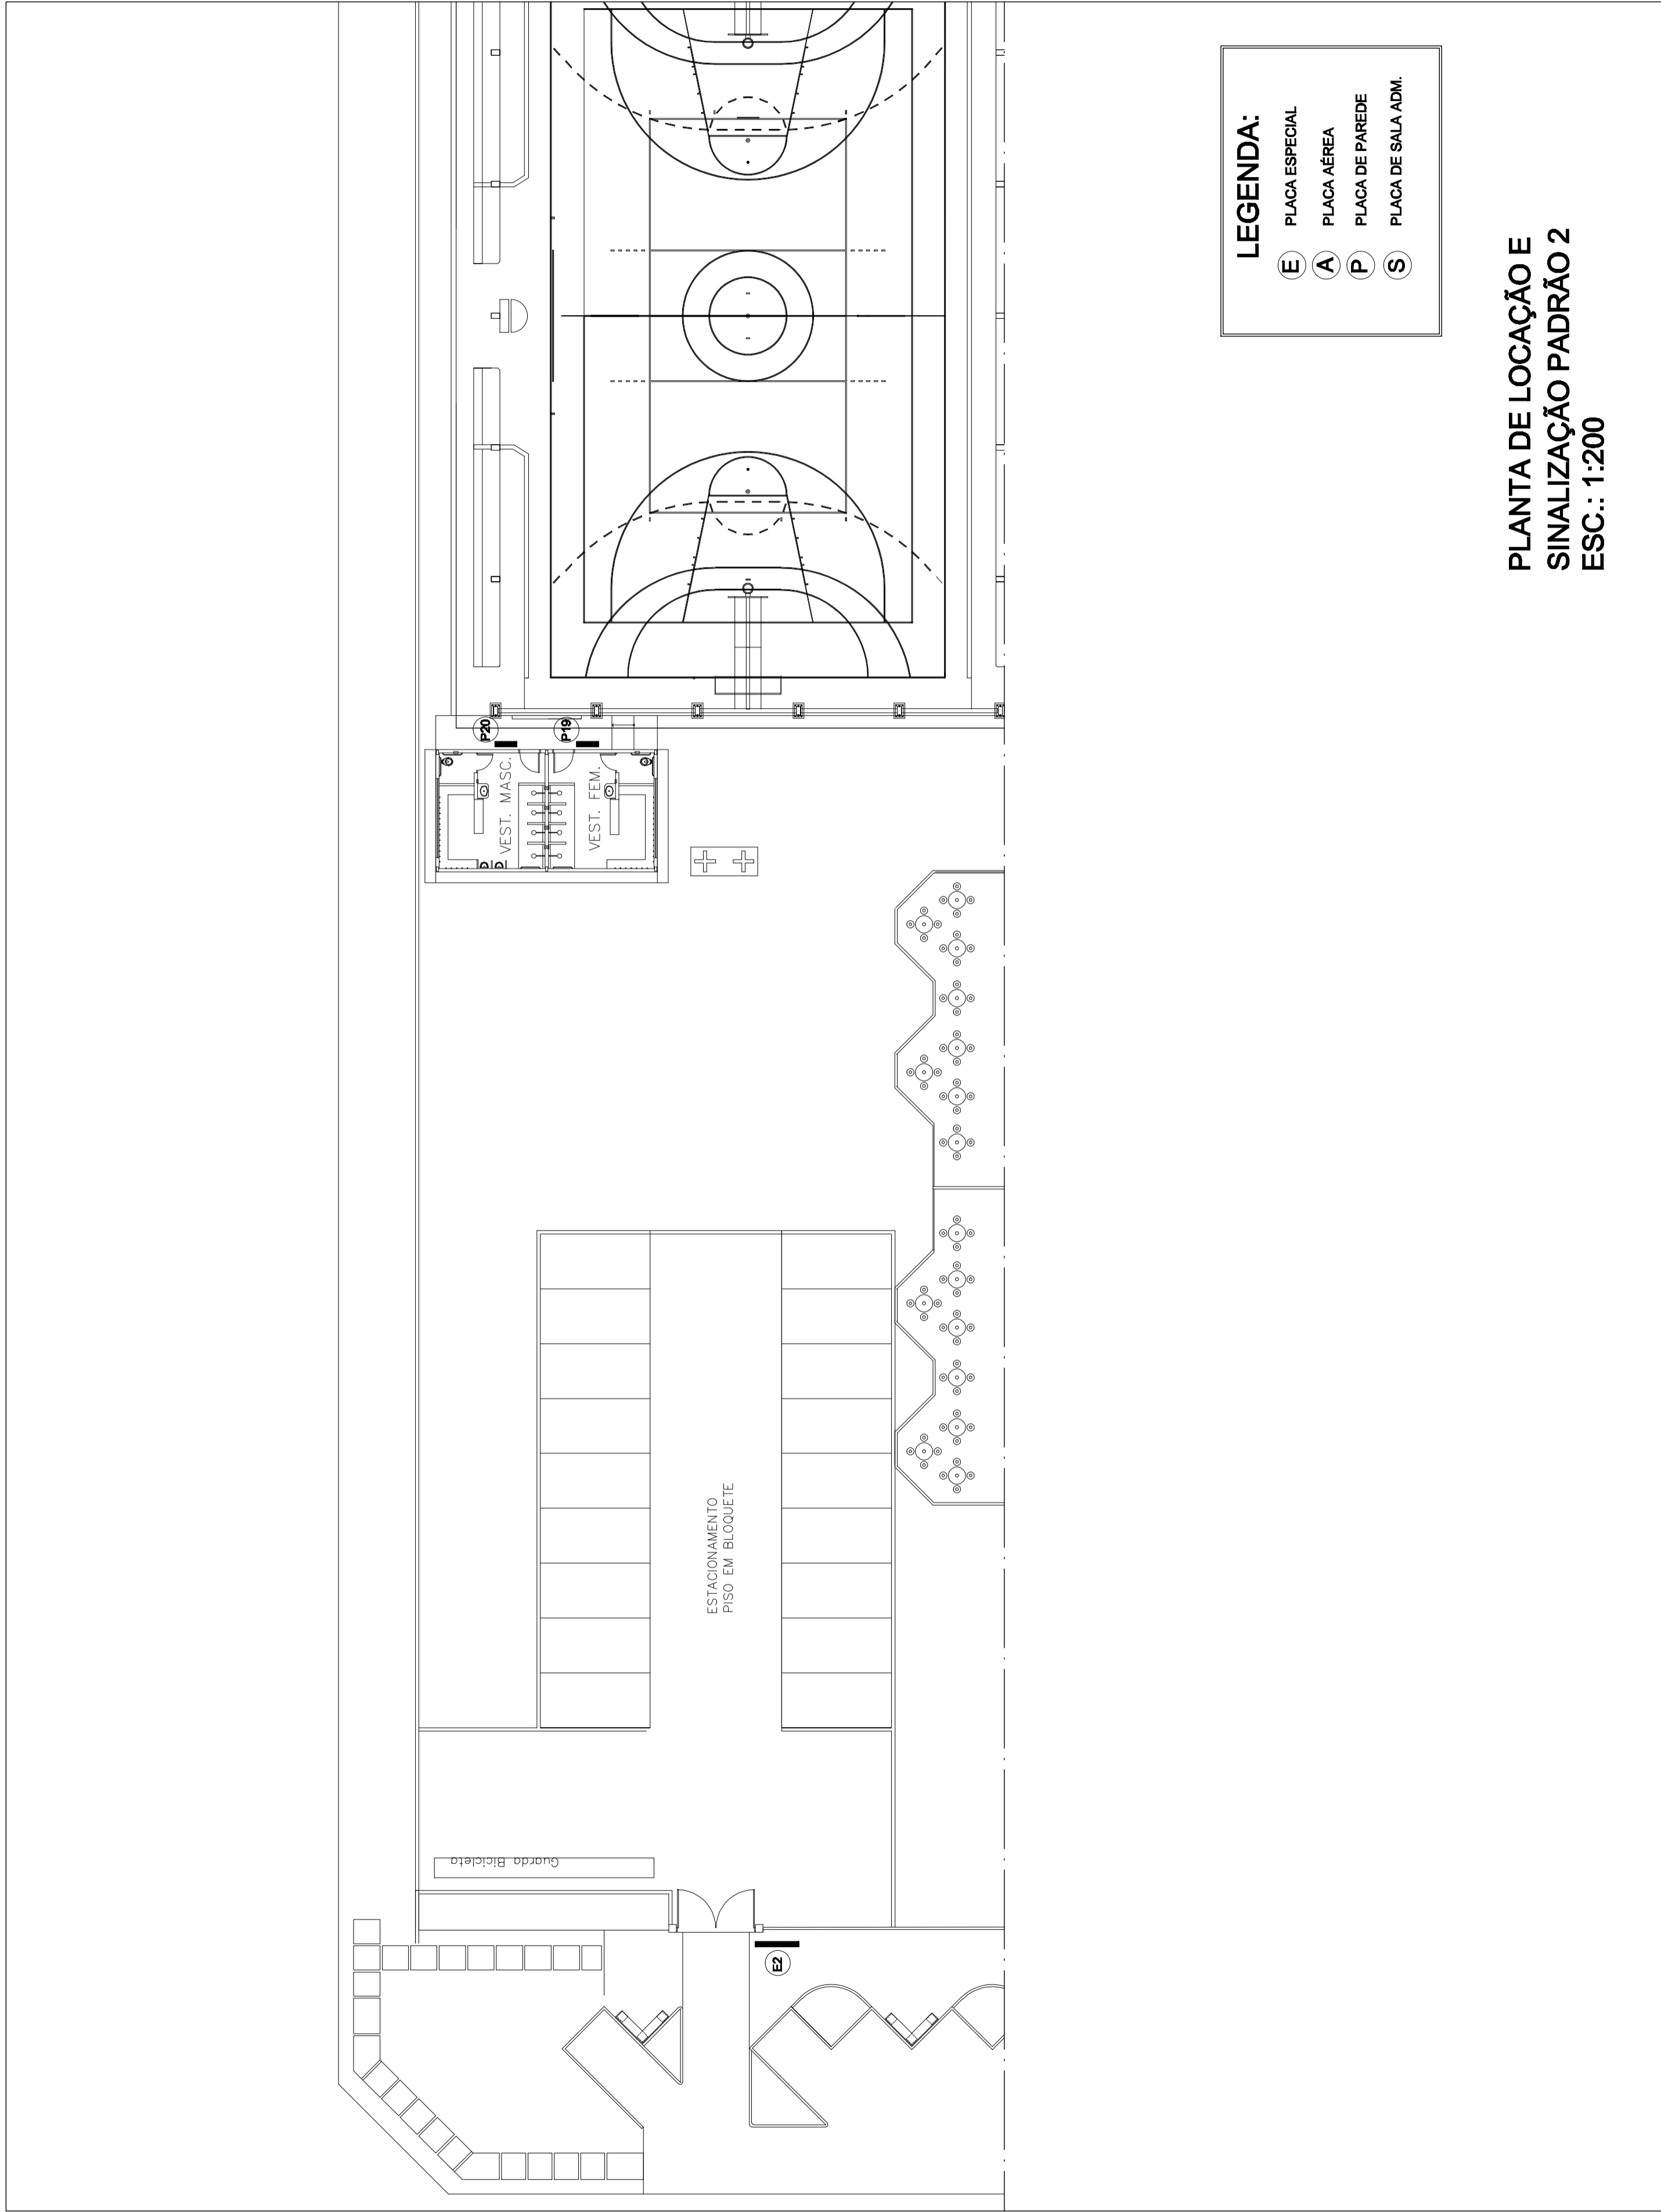 LEGENDA:
E PLACA ESPECIAL
A PLACA AÉREA
P PLACA DE PAREDE
S PLACA DE SALA ADM.
PLANTA DE LOCAÇÃO E
SINALIZAÇÃO PADRÃO 2
ESC.: 1:200
P20
P19
VEST. MASC.
VEST. FEM.
ESTACIONAMENTO
PISO EM BLOQUETE
Guarda Bicicleta
E2